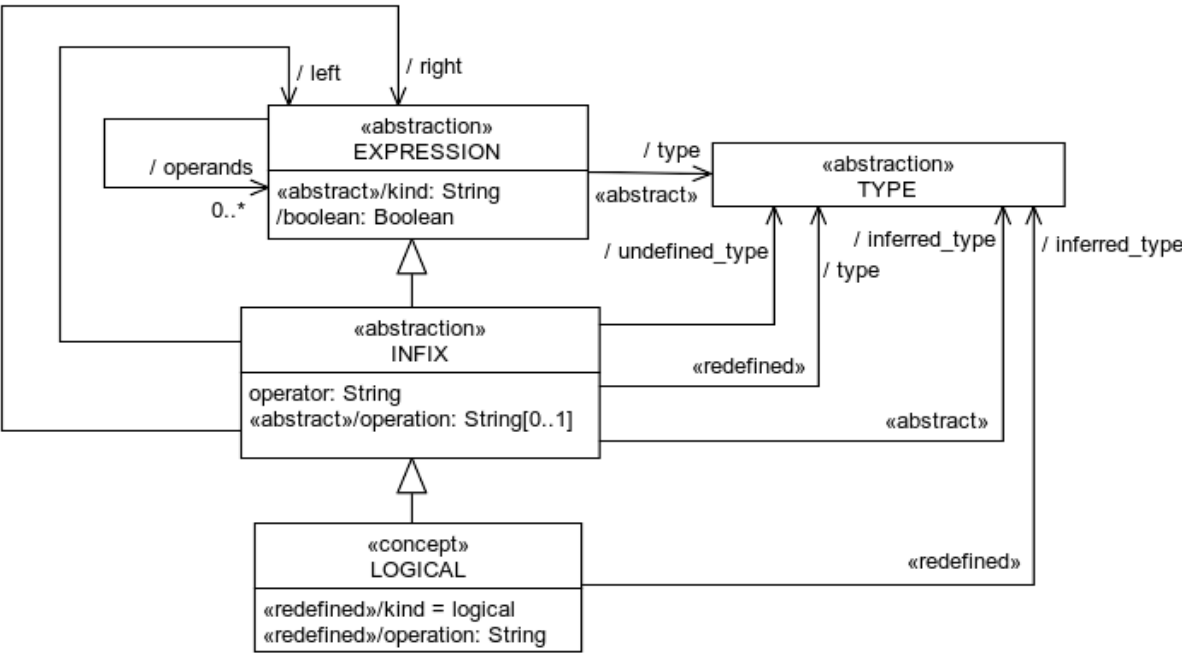 / left
/ right
«abstraction»
EXPRESSION
«abstract»/kind: String
/boolean: Boolean
/ operands
0..*
/ type
«abstract»
«abstraction»
TYPE
/ undefined_type
/ type
/ inferred_type
/ inferred_type
«abstraction»
INFIX
operator: String
«abstract»/operation: String[0..1]
«redefined»
«abstract»
«concept»
LOGICAL
«redefined»/kind = logical
«redefined»/operation: String
«redefined»